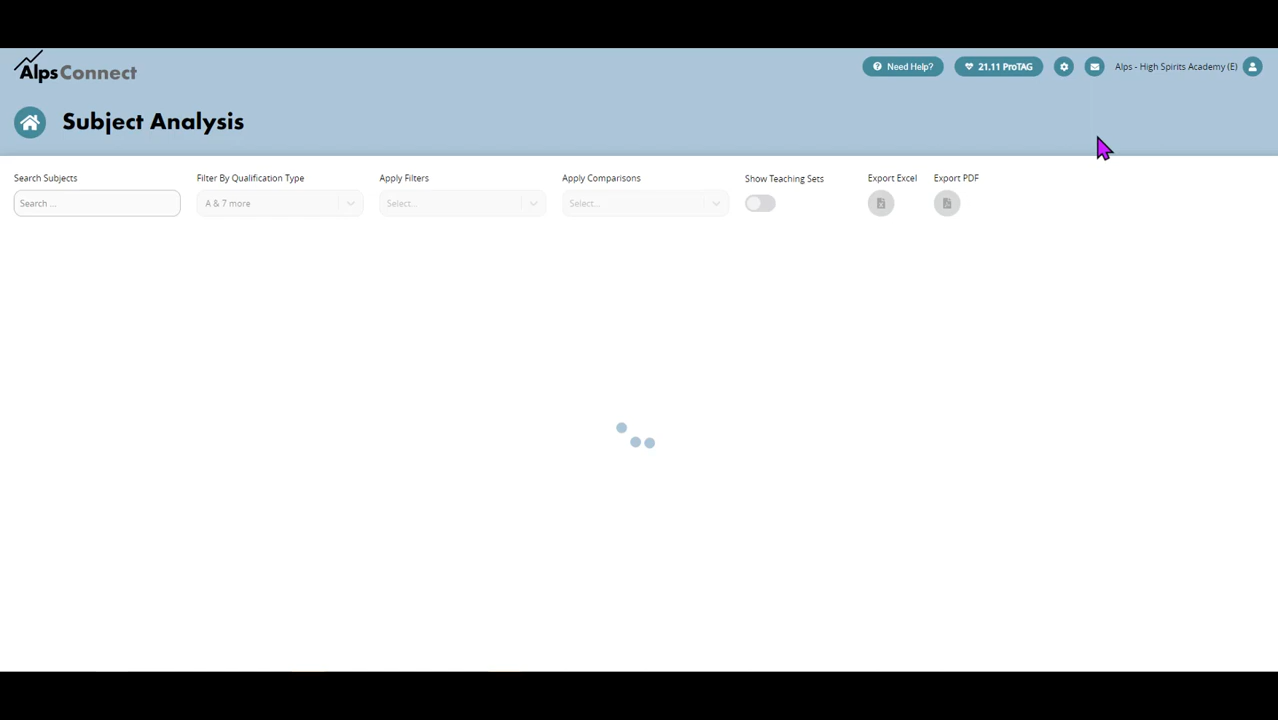 AlpsConnect
Need Help?
21.11 ProTAG
Alps - High Spirits Academy (E)
Subject Analysis
Search Subjects
Filter By Qualification Type
Apply Filters
Apply Comparisons
Show Teaching Sets
Export Excel
Export PDF
Search ...
A & 7 more
Select...
Select...